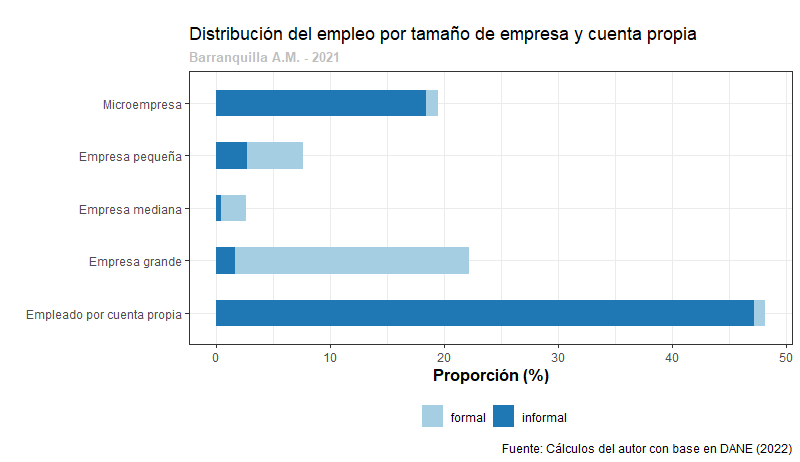 Distribución del empleo por tamaño de empresa y cuenta propia
Barranquilla A.M. - 2021
Microempresa
Empresa pequeña
Empresa mediana
Empresa grande
Empleado por cuenta propia
0 10 20 30 40 50
Proporción (%)
formal informal
Fuente: Cálculos del autor con base en DANE (2022)